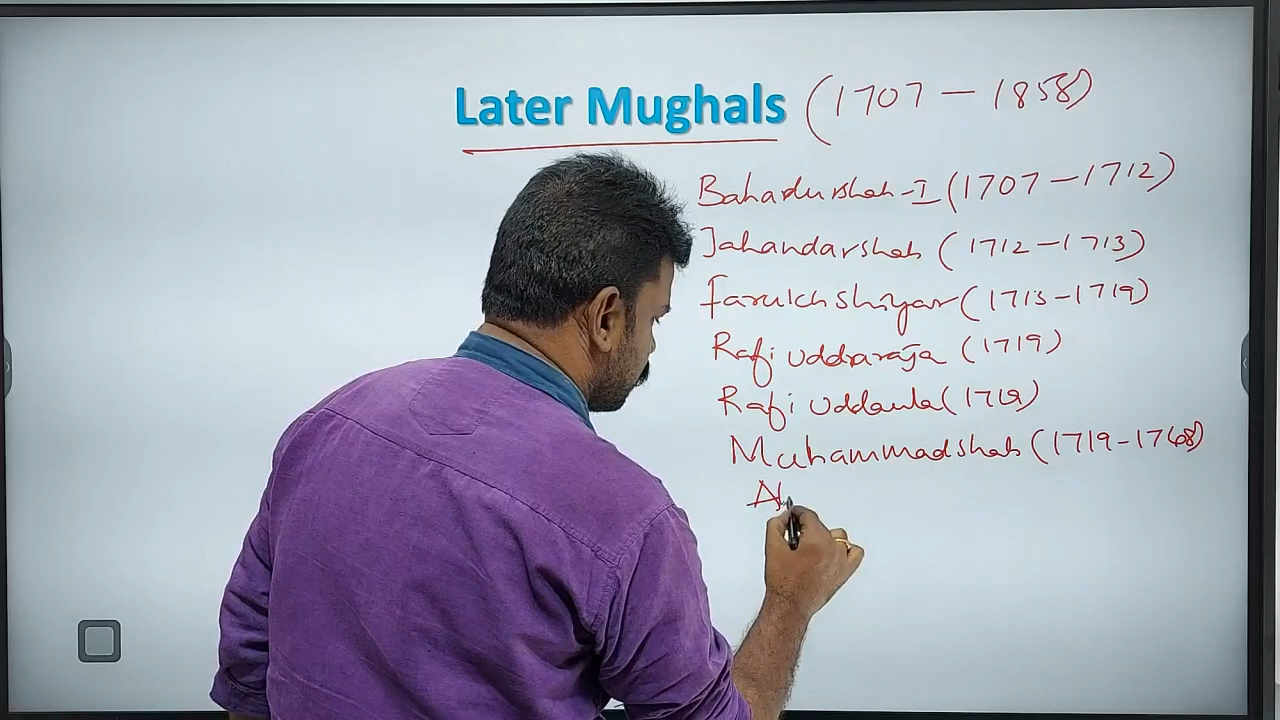 Later Mughals (1707 - 1858)
Bahadurshah-I (1707-1712)
Jahandarshah (1712-1713)
Farukhshiyar (1713-1719)
Rafi uddaraja (1719)
Rafi uddaula (1719)
Muhammadshah (1719-1748)